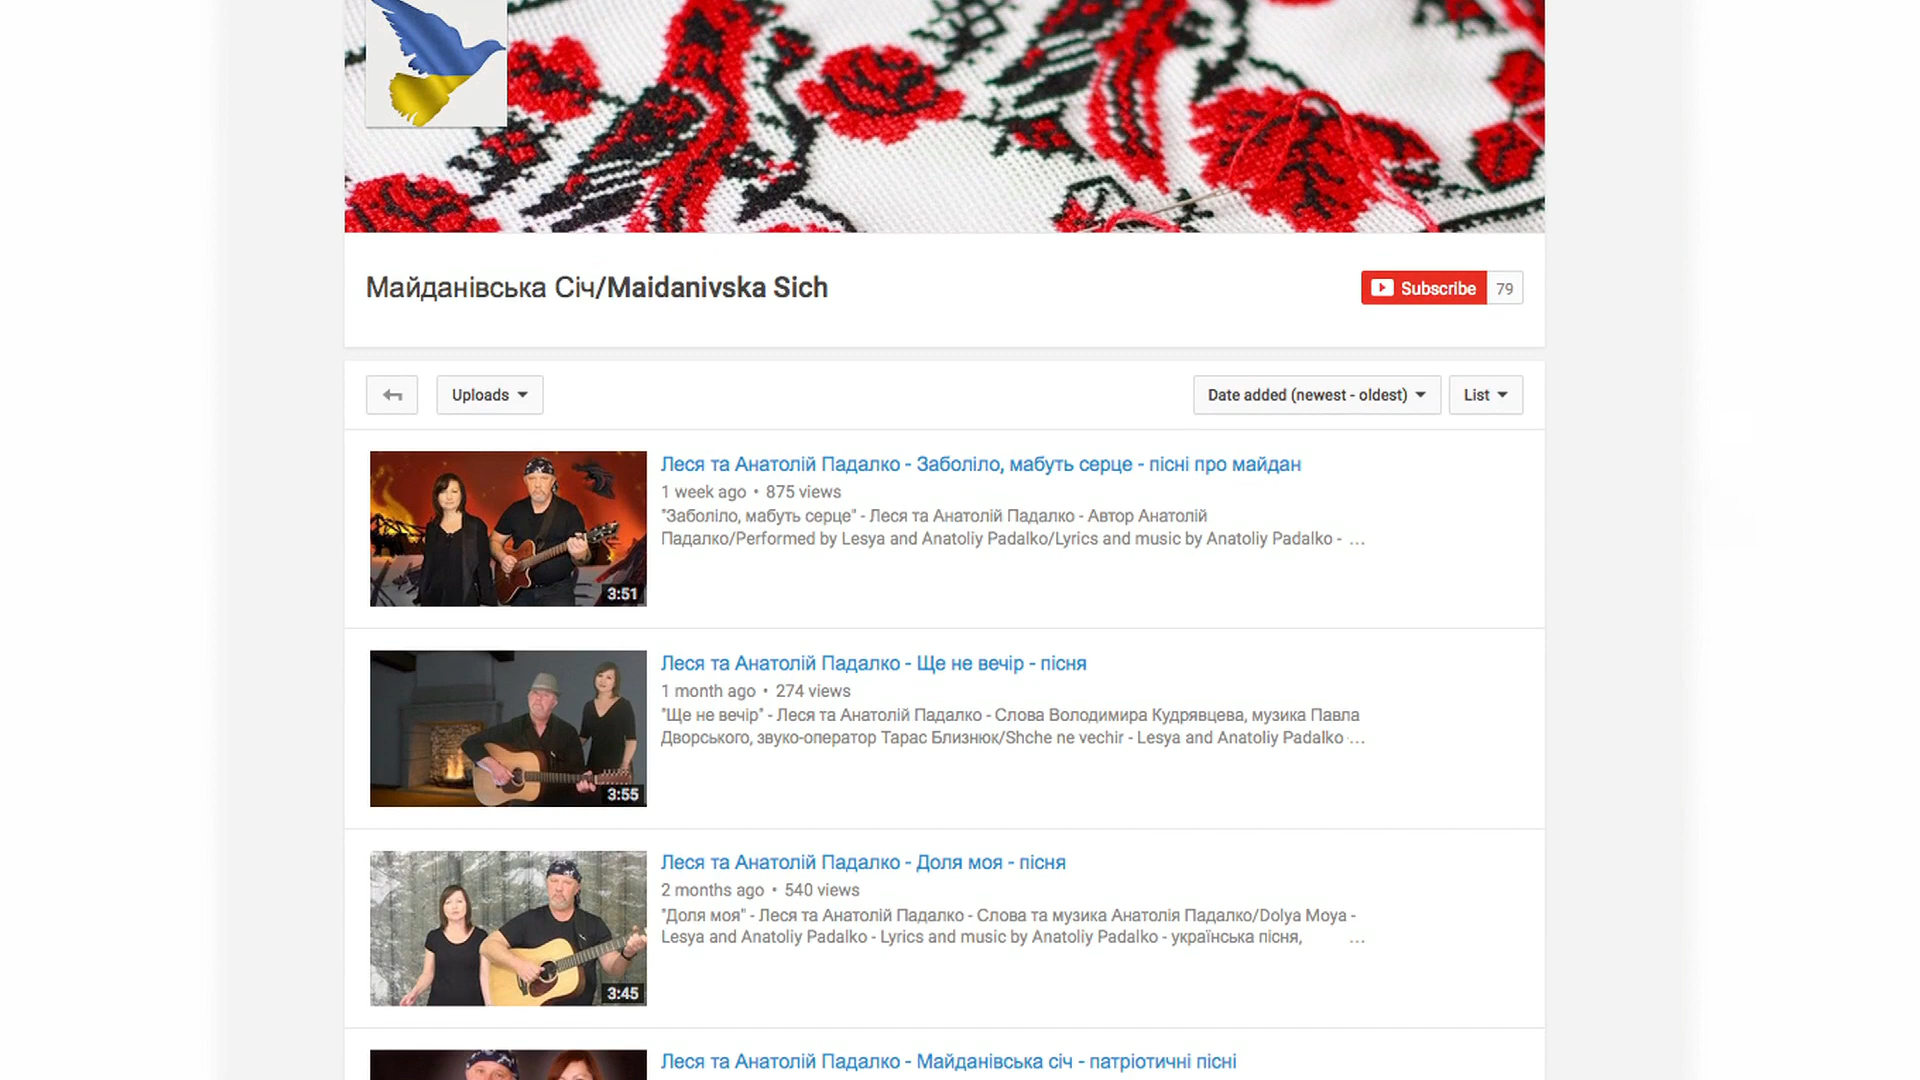 Майданівська Січ/Maidanivska Sich
Subscribe 79
Uploads
Date added (newest - oldest)
List
Леся та Анатолій Падалко - Заболіло, мабуть серце - пісні про майдан
1 week ago • 875 views
"Заболіло, мабуть серце" - Леся та Анатолій Падалко - Автор Анатолій
Падалко/Performed by Lesya and Anatoliy Padalko/Lyrics and music by Anatoliy Padalko - ...
3:51
Леся та Анатолій Падалко - Ще не вечір - пісня
1 month ago • 274 views
"Ще не вечір" - Леся та Анатолій Падалко - Слова Володимира Кудрявцева, музика Павла
Дворського, звуко-оператор Тарас Близнюк/Shche ne vechir - Lesya and Anatoliy Padalko ...
3:55
Леся та Анатолій Падалко - Доля моя - пісня
2 months ago • 540 views
"Доля моя" - Леся та Анатолій Падалко - Слова та музика Анатолія Падалко/Dolya Moya -
Lesya and Anatoliy Padalko - Lyrics and music by Anatoliy Padalko - українська пісня, ...
3:45
Леся та Анатолій Падалко - Майданівська січ - патріотичні пісні